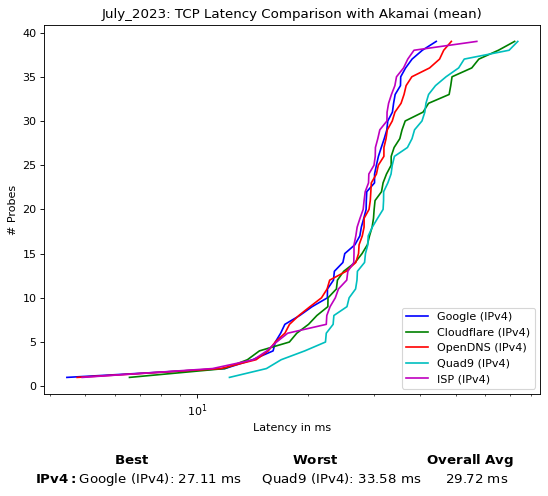 July_2023: TCP Latency Comparison with Akamai (mean)
# Probes
40
35
30
25
20
15
10
5
0
Google (IPv4)
Cloudflare (IPv4)
OpenDNS (IPv4)
Quad9 (IPv4)
ISP (IPv4)
10¹
Latency in ms
Best Worst Overall Avg
IPv4: Google (IPv4): 27.11 ms Quad9 (IPv4): 33.58 ms 29.72 ms